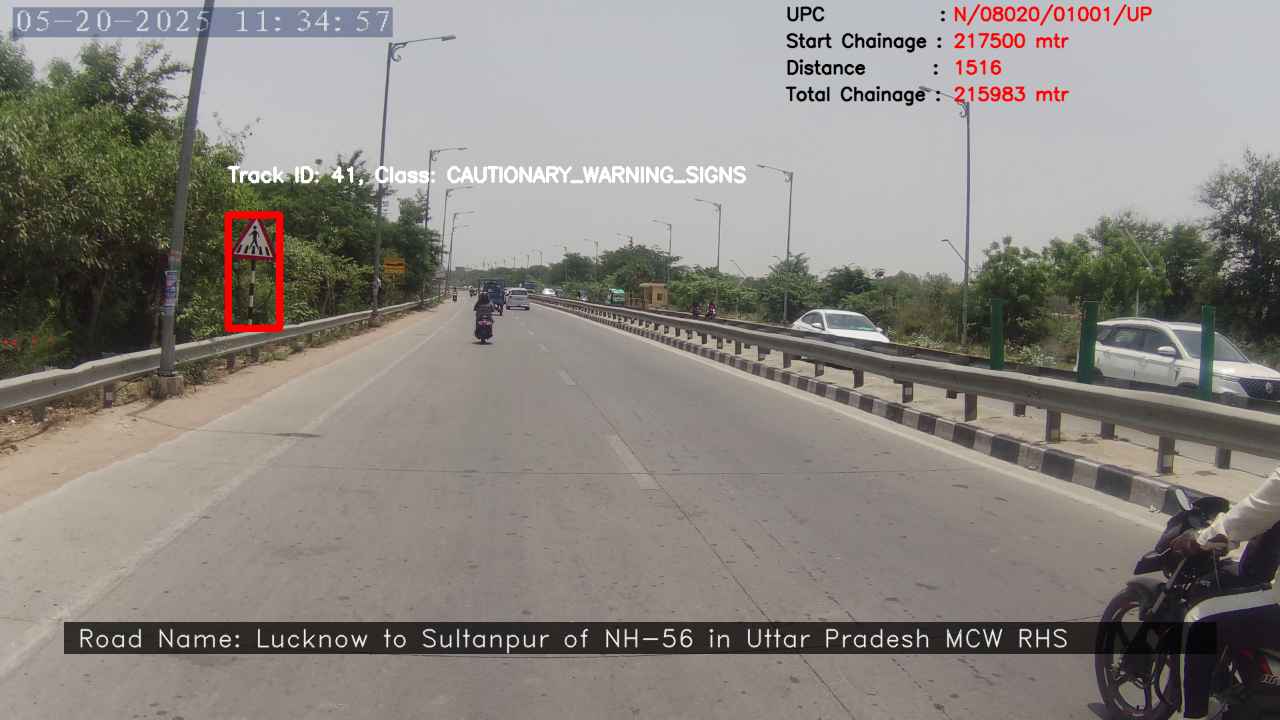 05-20-2025 11:34:57
UPC : N/08020/01001/UP
Start Chainage : 217500 mtr
Distance : 1516
Total Chainage : 215983 mtr
Track ID: 41, Class: CAUTIONARY_WARNING_SIGNS
Road Name: Lucknow to Sultanpur of NH-56 in Uttar Pradesh MCW RHS